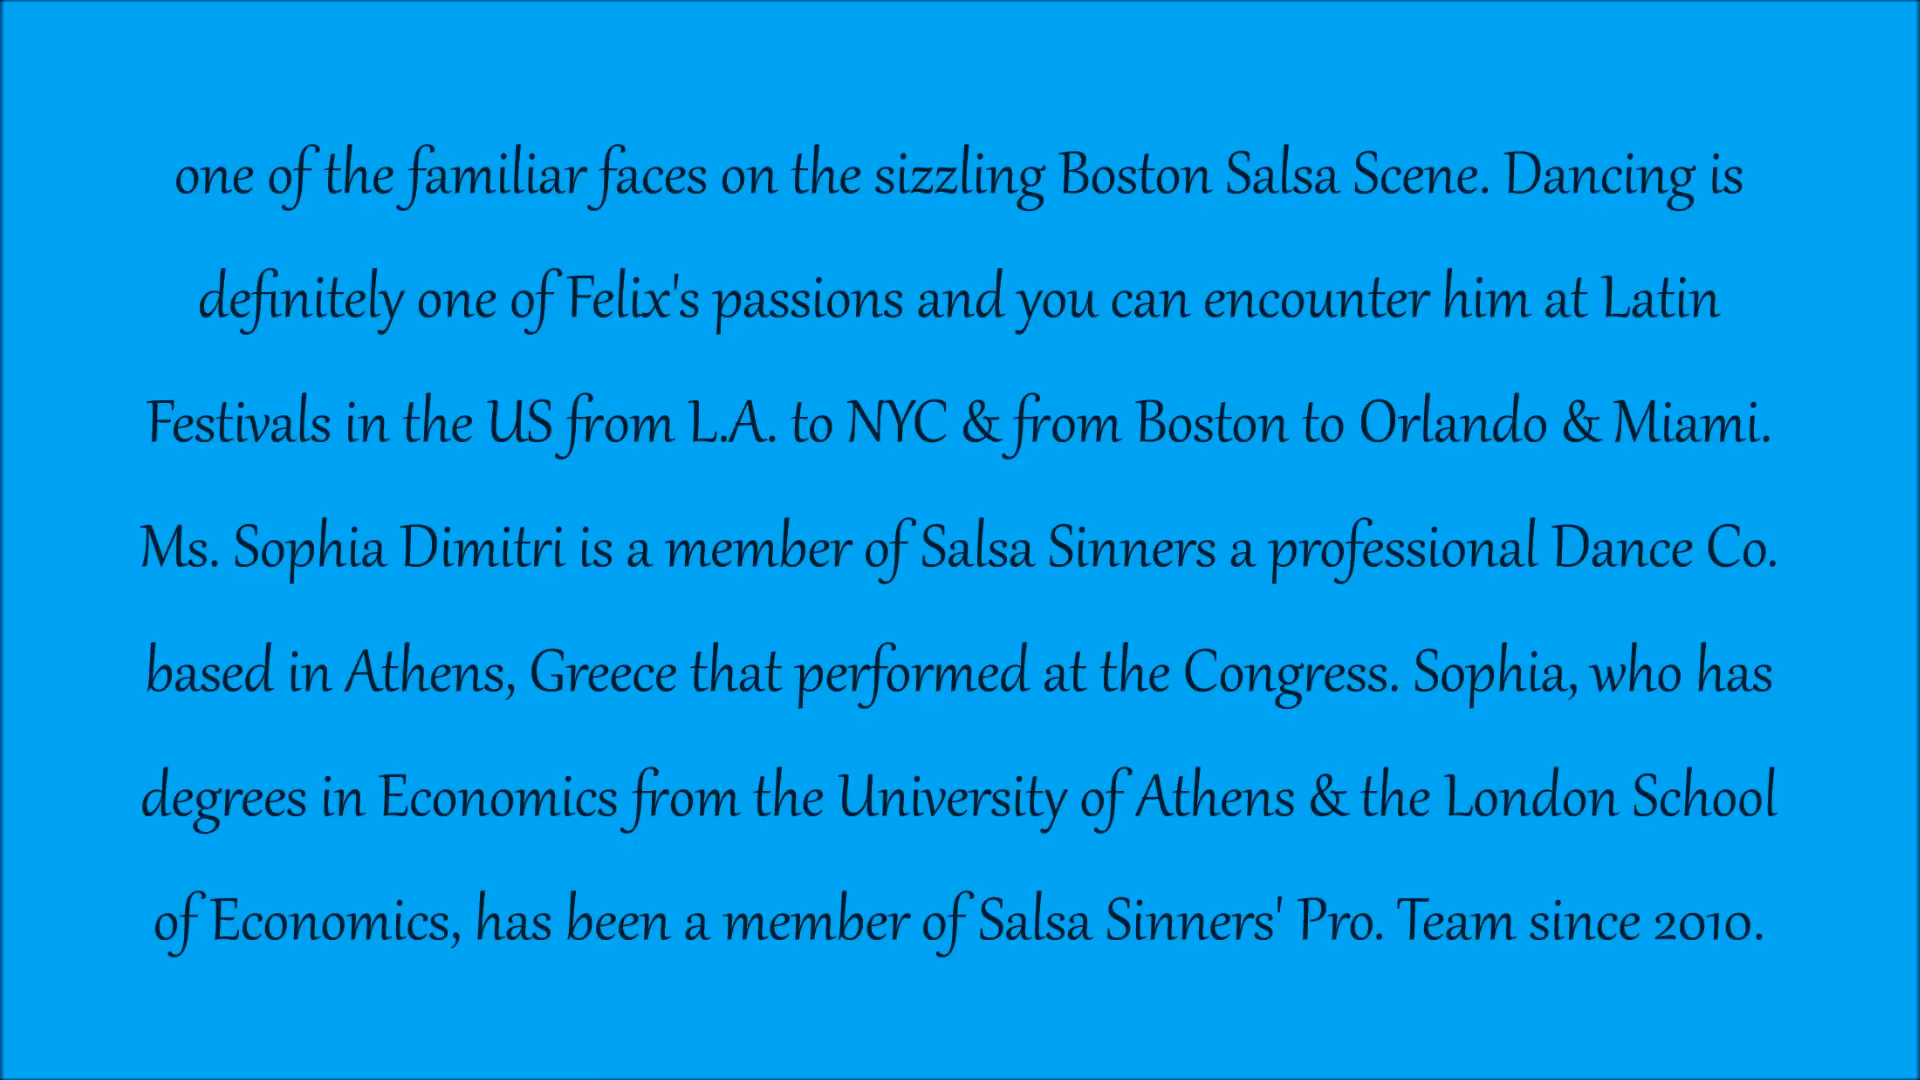 one of the familiar faces on the sizzling Boston Salsa Scene. Dancing is
definitely one of Felix's passions and you can encounter him at Latin
Festivals in the US from L.A. to NYC & from Boston to Orlando & Miami.
Ms. Sophia Dimitri is a member of Salsa Sinners a professional Dance Co.
based in Athens, Greece that performed at the Congress. Sophia, who has
degrees in Economics from the University of Athens & the London School
of Economics, has been a member of Salsa Sinners' Pro. Team since 2010.